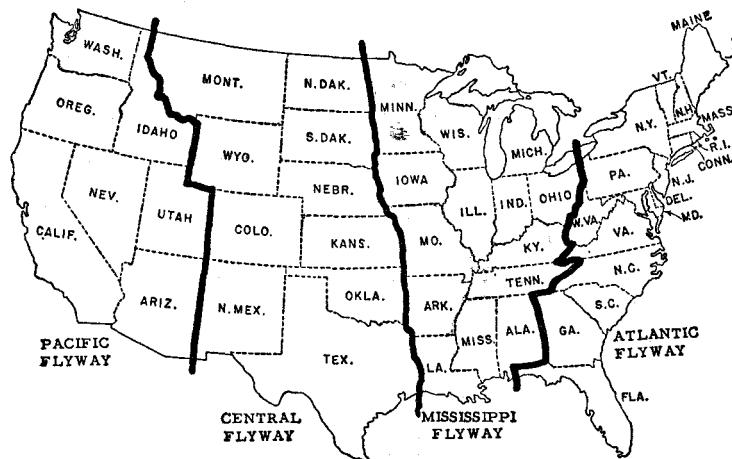 MAINE
WASH.
VT.
MONT.
N.DAK.
MINN.
N.H.
OREG.
MASS.
IDAHO
WIS.
N.Y.
S.DAK.
R.I.
MICH.
CONN.
WYO.
PA.
IOWA
N.J.
NEBR.
NEV.
OHIO
DEL.
UTAH
ILL.
IND.
W.VA.
MD.
CALIF.
COLO.
VA.
KANS.
MO.
KY.
N.C.
TENN.
OKLA.
ARIZ.
N.MEX.
ARK.
S.C.
MISS.
ALA.
GA.
ATLANTIC
FLYWAY
PACIFIC
FLYWAY
TEX.
LA.
FLA.
CENTRAL
FLYWAY
MISSISSIPPI
FLYWAY